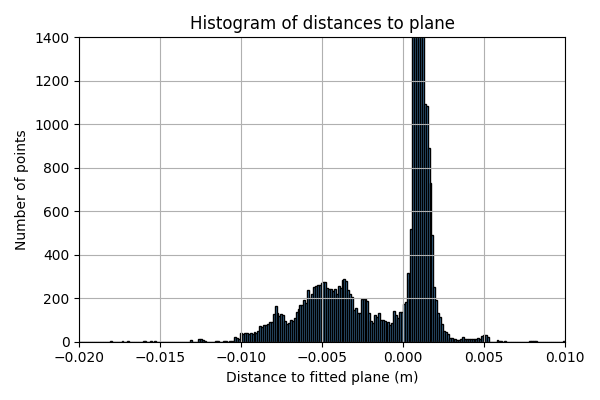 Histogram of distances to plane
1400
1200
1000
800
600
400
200
0
Number of points
−0.020 −0.015 −0.010 −0.005 0.000 0.005 0.010
Distance to fitted plane (m)